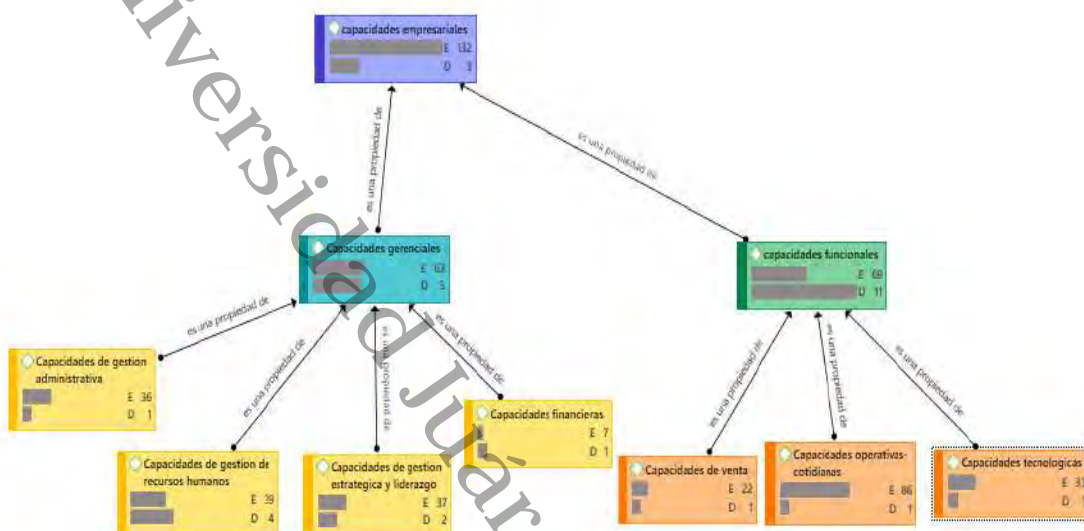 capacidades empresariales
E 132
D 3
es una propiedad de
es una propiedad de
Capacidades gerenciales
E 63
D 5
capacidades funcionales
E 69
D 11
es una propiedad de
es una propiedad de
es una propiedad de
es una propiedad de
es una propiedad de
es una propiedad de
es una propiedad de
Capacidades de gestion
administrativa
E 36
D 1
Capacidades de gestion de
recursos humanos
E 39
D 4
Capacidades de gestion
estrategica y liderazgo
E 37
D 2
Capacidades financieras
E 7
D 1
Capacidades de venta
E 22
D 1
Capacidades operativas-
cotidianas
E 86
D 1
Capacidades tecnologicas
E
D
iversidad Juár